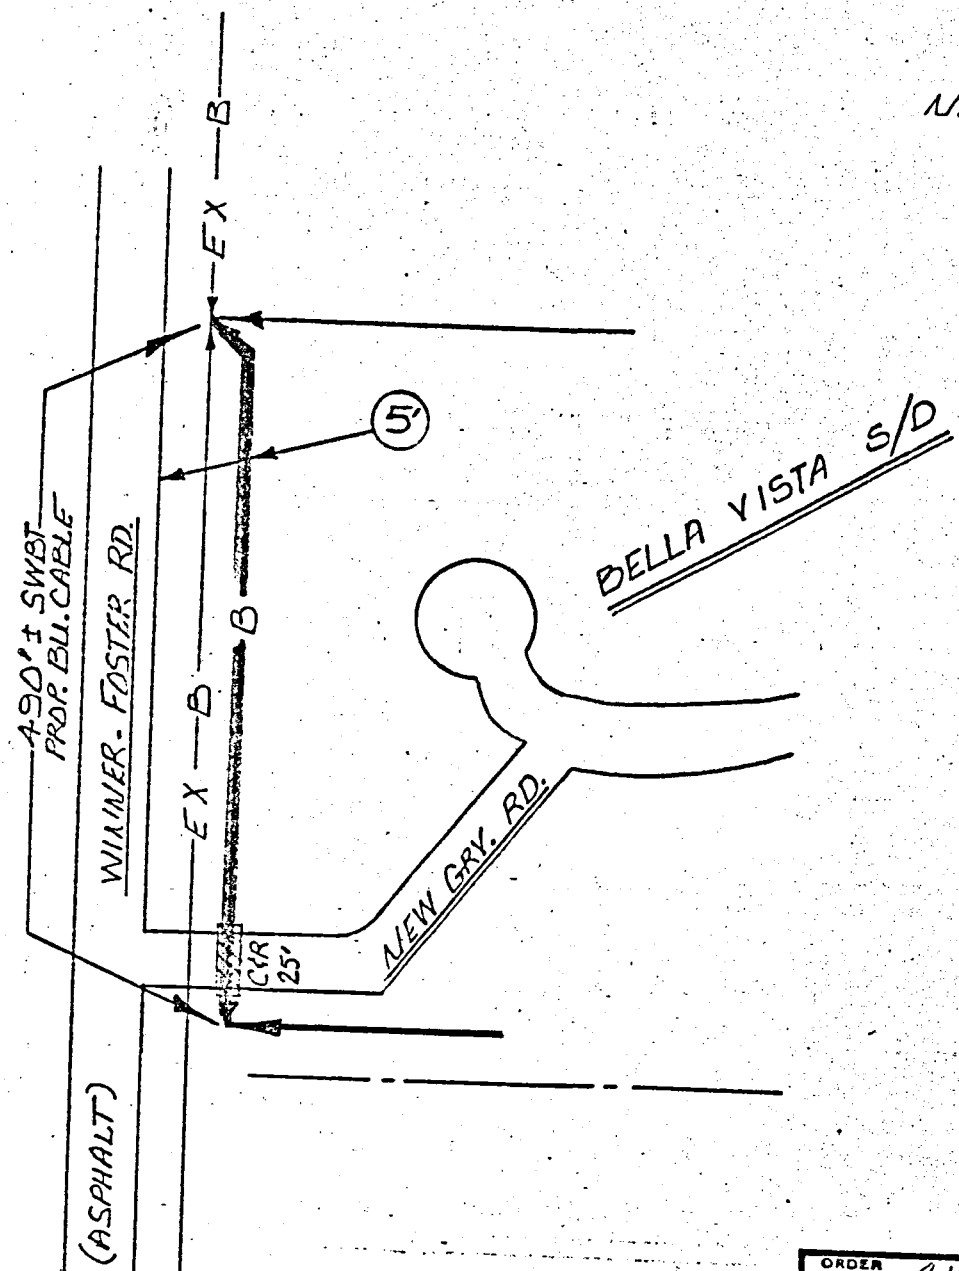 B
EX
5'
BELLA VISTA S/D
490'± SWBT
PROP. BU. CABLE
WINNER-FOSTER RD.
B
B
EX
NEW GRV. RD.
C&R
25'
(ASPHALT)
ORDER